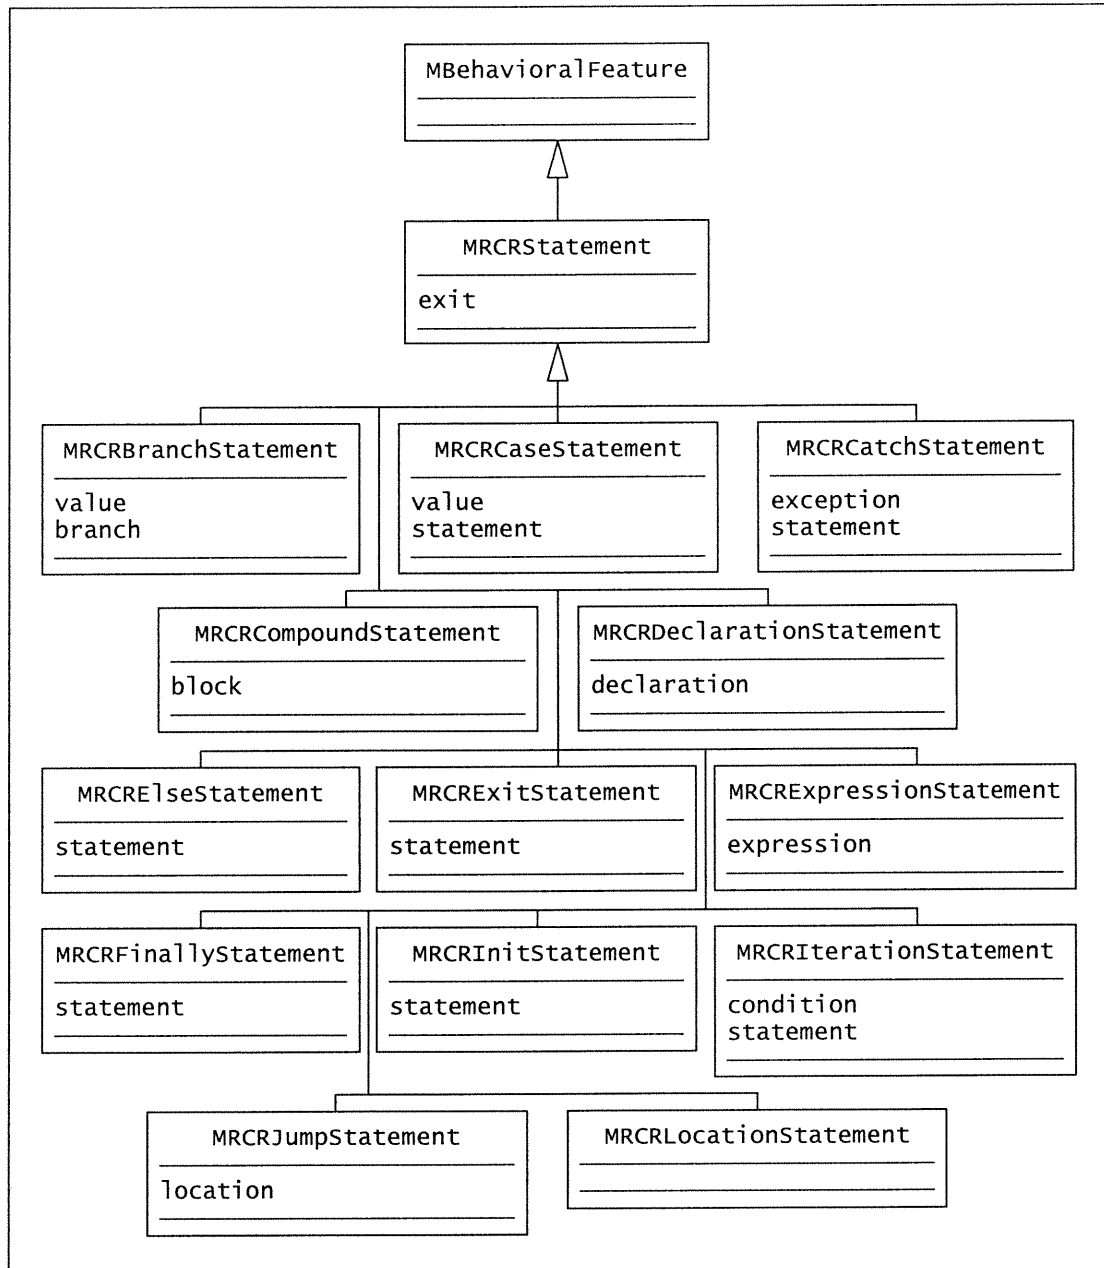 MBehavioralFeature
MRCRStatement
exit
MRCRBranchStatement
value
branch
MRCRCaseStatement
value
statement
MRCRCatchStatement
exception
statement
MRCRCompoundStatement
block
MRCRDeclarationStatement
declaration
MRCRElseStatement
statement
MRCRExitStatement
statement
MRCRExpressionStatement
expression
MRCRFinallyStatement
statement
MRCRInitStatement
statement
MRCRIterationStatement
condition
statement
MRCRJumpStatement
location
MRCRLocationStatement